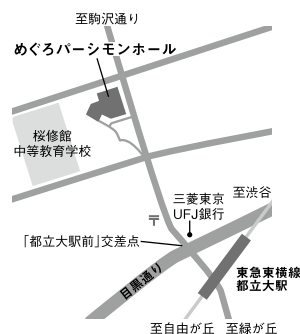 至駒沢通り
めぐろパーシモンホール
桜修館
中等教育学校
三菱東京
UFJ銀行
至渋谷
〒
「都立大駅前」交差点
目黒通り
東急東横線
都立大駅
至自由が丘
至緑が丘